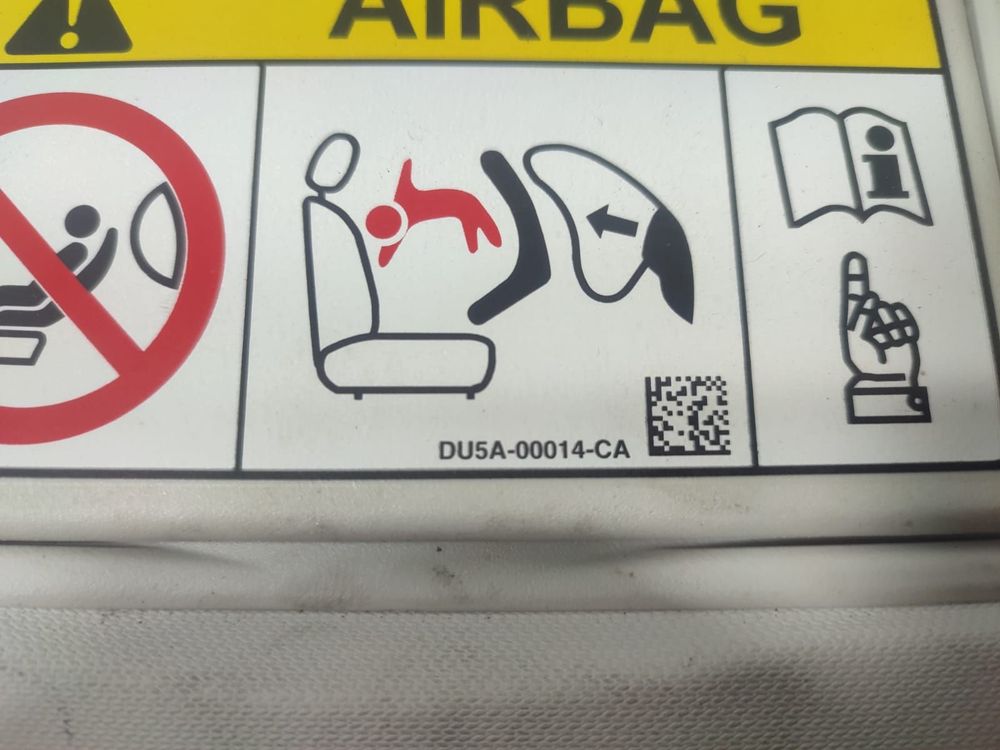 AIRBAG
i
DU5A-00014-CA